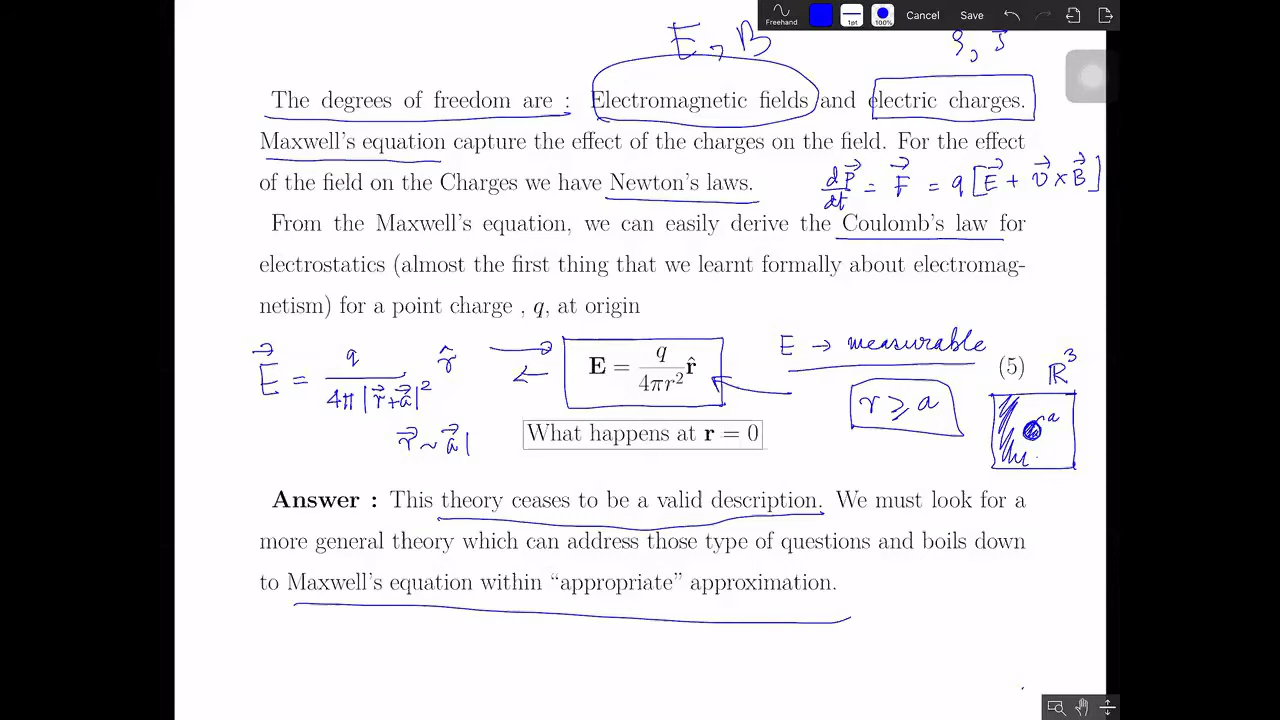 Freehand 1pt 100% Cancel Save
E, B
ρ, J⃗
The degrees of freedom are : Electromagnetic fields and electric charges.
Maxwell's equation capture the effect of the charges on the field. For the effect
of the field on the Charges we have Newton's laws.
dP⃗/dt = F⃗ = q[E⃗ + v⃗ × B⃗]
From the Maxwell's equation, we can easily derive the Coulomb's law for
electrostatics (almost the first thing that we learnt formally about electromag-
netism) for a point charge , q, at origin
E⃗ = q/4π|r⃗+a⃗|² r̂
E = q/4πr² r̂
E → measurable
(5)
ℝ³
r ⩾ a
a
r⃗ ~ a⃗|
What happens at r = 0
Answer : This theory ceases to be a valid description. We must look for a
more general theory which can address those type of questions and boils down
to Maxwell's equation within “appropriate” approximation.